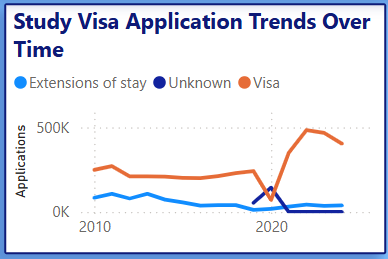 Study Visa Application Trends Over
Time
Extensions of stay Unknown Visa
500K
Applications
0K
2010 2020